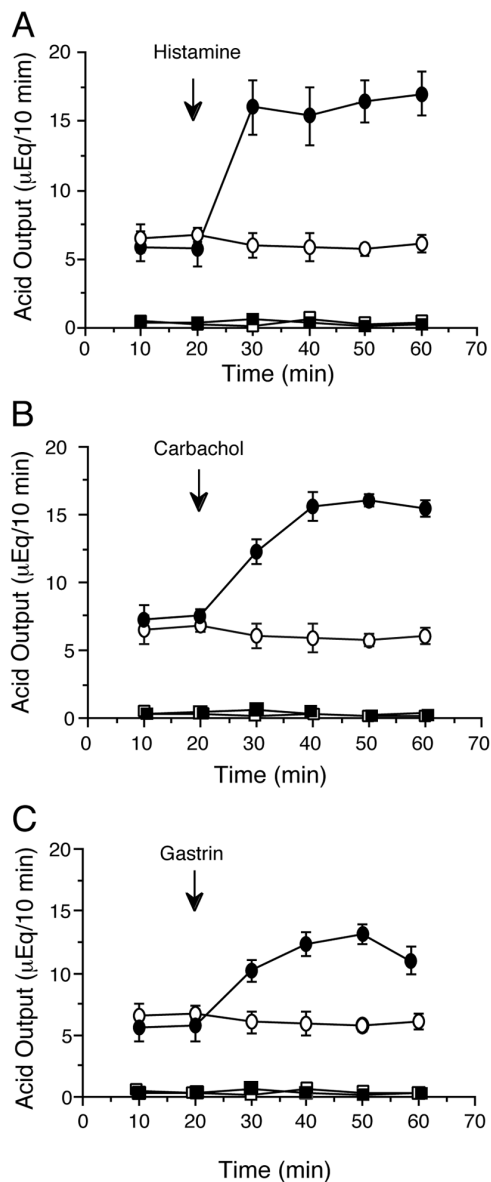 A
Histamine
Acid Output (μEq/10 mim)
20
15
10
5
0
0 10 20 30 40 50 60 70
Time (min)
B
Carbachol
Acid Output (μEq/10 min)
20
15
10
5
0
0 10 20 30 40 50 60 70
Time (min)
C
Gastrin
Acid Output (μEq/10 min)
20
15
10
5
0
0 10 20 30 40 50 60 70
Time (min)